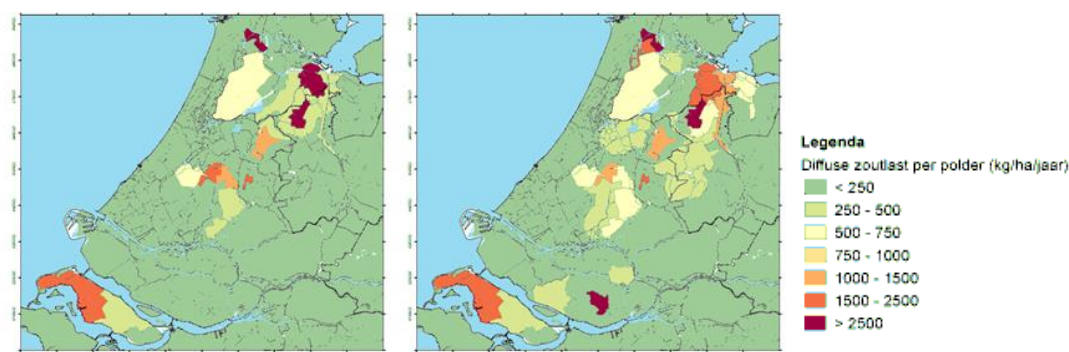 Legenda
Diffuse zoutlast per polder (kg/ha/jaar)
< 250
250 - 500
500 - 750
750 - 1000
1000 - 1500
1500 - 2500
> 2500